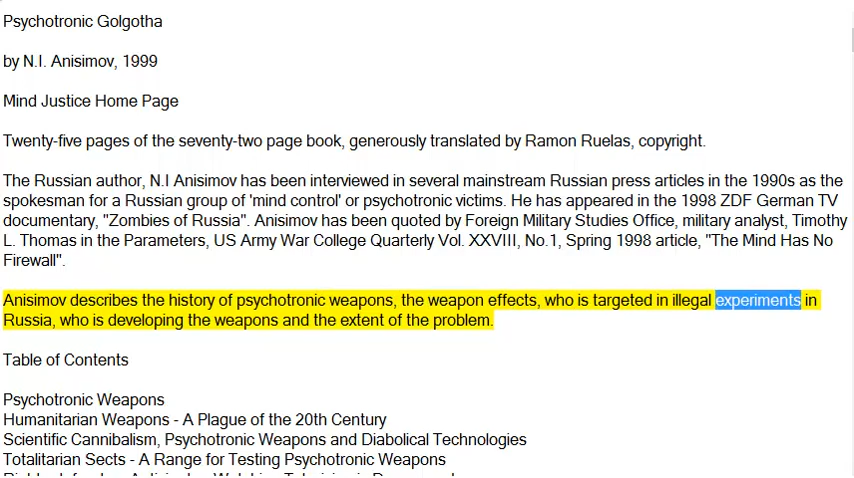 Psychotronic Golgotha
by N.I. Anisimov, 1999
Mind Justice Home Page
Twenty-five pages of the seventy-two page book, generously translated by Ramon Ruelas, copyright.
The Russian author, N.I Anisimov has been interviewed in several mainstream Russian press articles in the 1990s as the
spokesman for a Russian group of 'mind control' or psychotronic victims. He has appeared in the 1998 ZDF German TV
documentary, "Zombies of Russia". Anisimov has been quoted by Foreign Military Studies Office, military analyst, Timothy
L. Thomas in the Parameters, US Army War College Quarterly Vol. XXVIII, No.1, Spring 1998 article, "The Mind Has No
Firewall".
Anisimov describes the history of psychotronic weapons, the weapon effects, who is targeted in illegal experiments in
Russia, who is developing the weapons and the extent of the problem.
Table of Contents
Psychotronic Weapons
Humanitarian Weapons - A Plague of the 20th Century
Scientific Cannibalism, Psychotronic Weapons and Diabolical Technologies
Totalitarian Sects - A Range for Testing Psychotronic Weapons